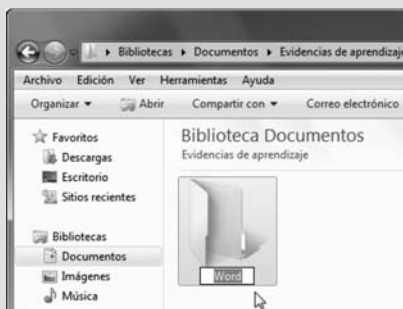 Bibliotecas ▸ Documentos ▸ Evidencias de aprendizaje
Archivo Edición Ver Herramientas Ayuda
Organizar ▾ Abrir Compartir con ▾ Correo electrónico
Favoritos
Descargas
Escritorio
Sitios recientes
Bibliotecas
Documentos
Imágenes
Música
Biblioteca Documentos
Evidencias de aprendizaje
Word